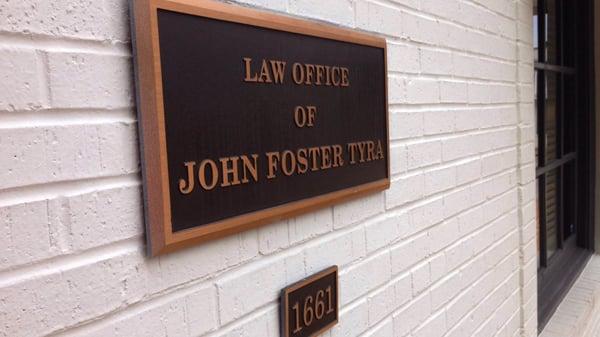 LAW OFFICE
OF
JOHN FOSTER TYRA
1661